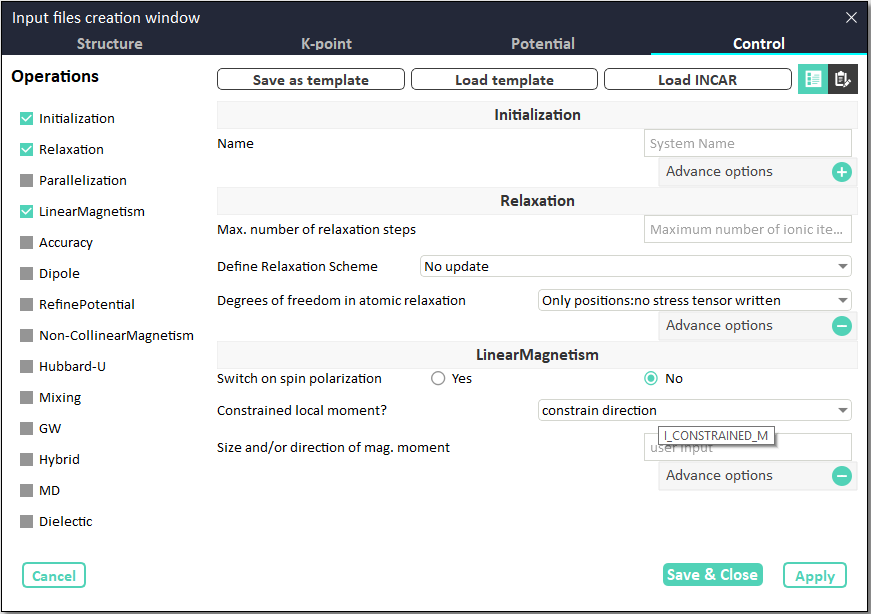 Input files creation window
Structure K-point Potential Control
Operations
Save as template Load template Load INCAR
Initialization
Relaxation
Parallelization
LinearMagnetism
Accuracy
Dipole
RefinePotential
Non-CollinearMagnetism
Hubbard-U
Mixing
GW
Hybrid
MD
Dielectic
Initialization
Name System Name
Advance options
Relaxation
Max. number of relaxation steps Maximum number of ionic ite...
Define Relaxation Scheme No update
Degrees of freedom in atomic relaxation Only positions:no stress tensor written
Advance options
LinearMagnetism
Switch on spin polarization Yes No
Constrained local moment? constrain direction
I_CONSTRAINED_M
Size and/or direction of mag. moment user input
Advance options
Cancel Save & Close Apply